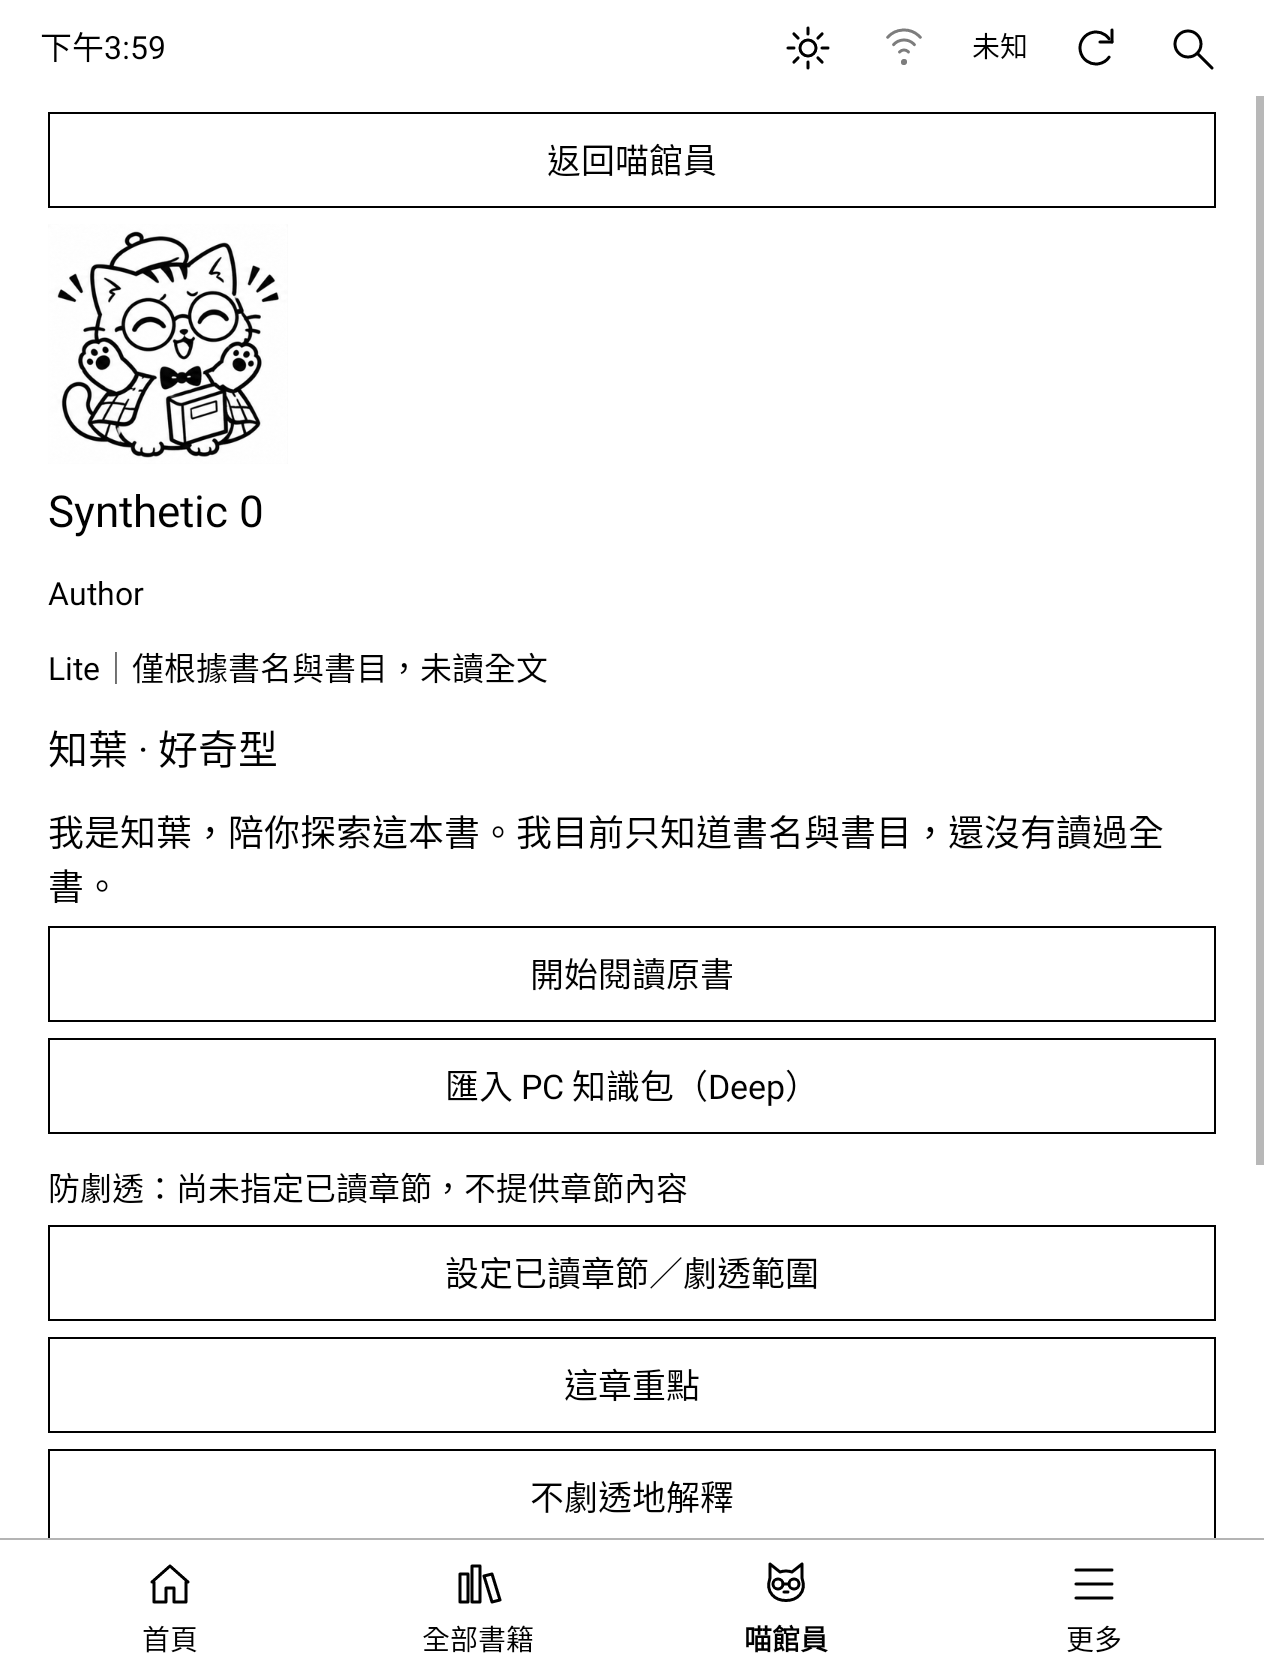 下午3:59
未知
返回喵館員
Synthetic 0
Author
Lite｜僅根據書名與書目，未讀全文
知葉 · 好奇型
我是知葉，陪你探索這本書。我目前只知道書名與書目，還沒有讀過全
書。
開始閱讀原書
匯入 PC 知識包（Deep）
防劇透：尚未指定已讀章節，不提供章節內容
設定已讀章節／劇透範圍
這章重點
不劇透地解釋
首頁
全部書籍
喵館員
更多